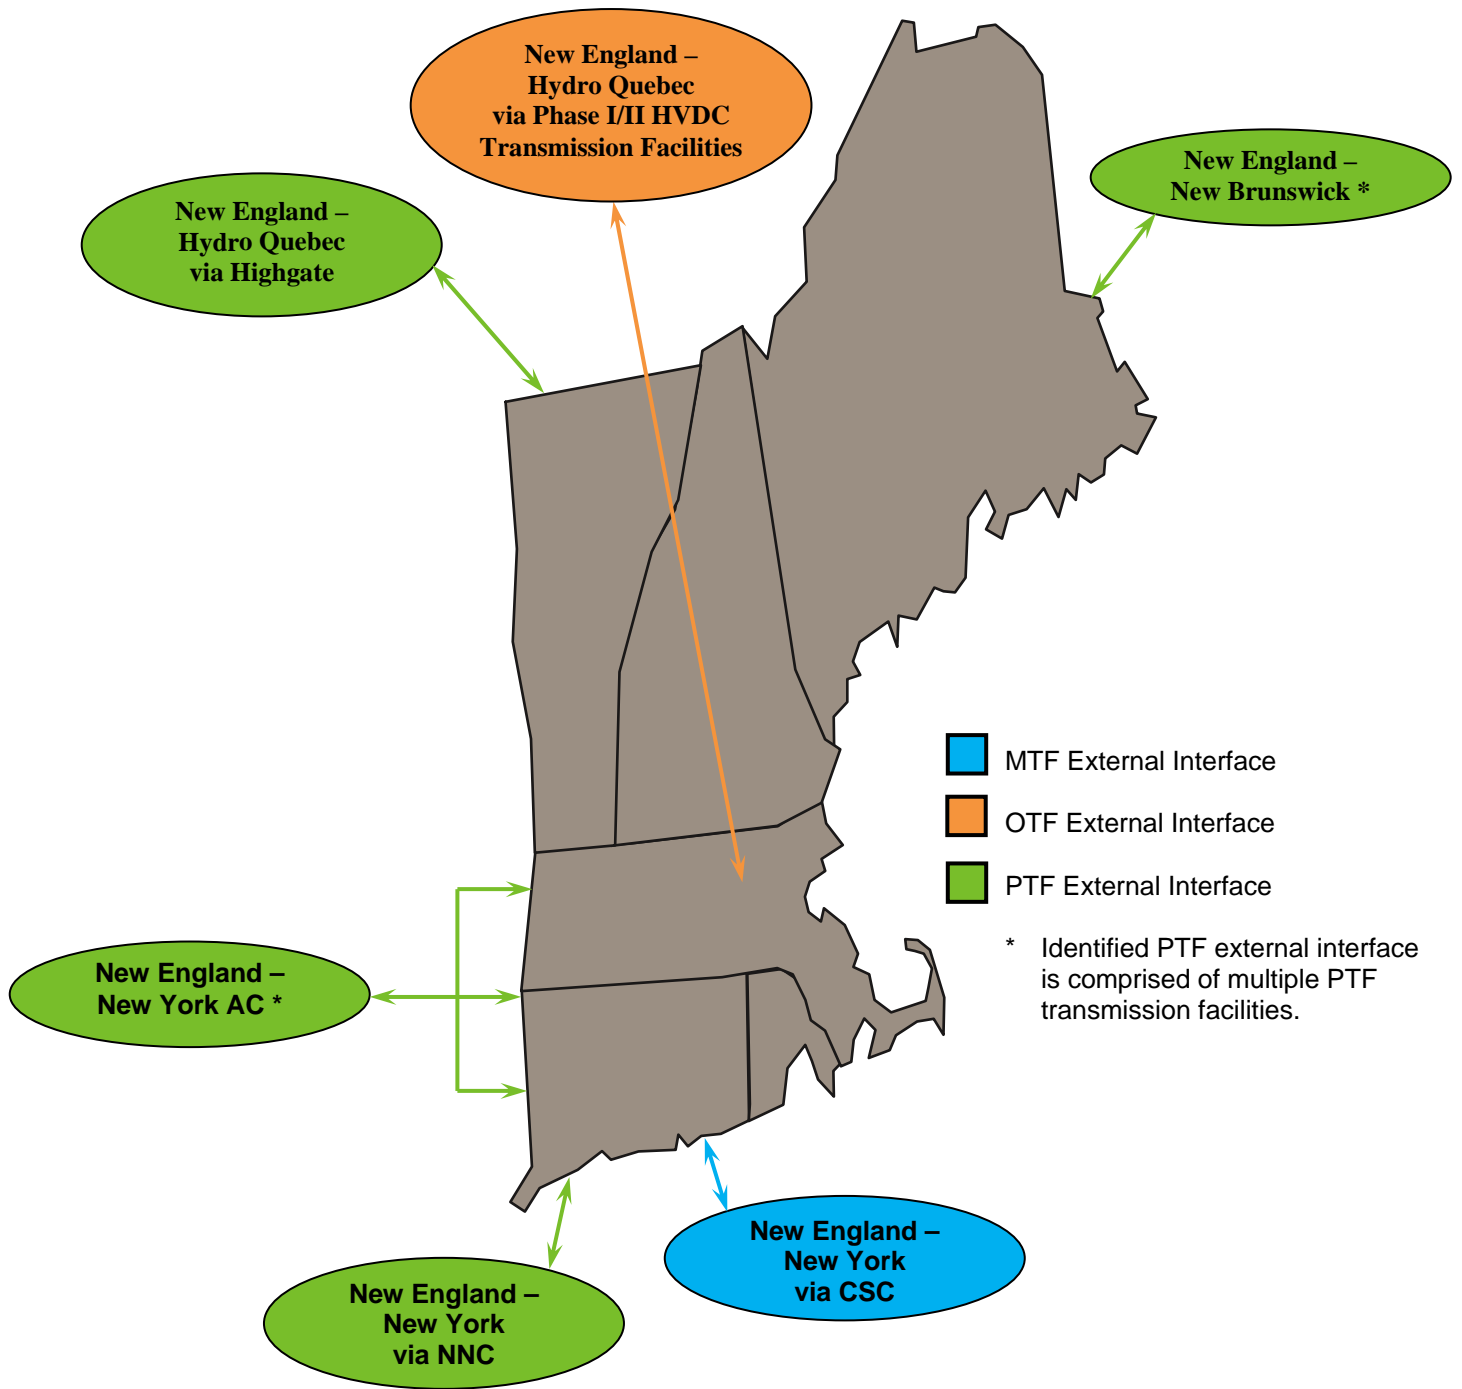 New England –
Hydro Quebec
via Phase I/II HVDC
Transmission Facilities
New England –
New Brunswick *
New England –
Hydro Quebec
via Highgate
MTF External Interface
OTF External Interface
PTF External Interface
* Identified PTF external interface
is comprised of multiple PTF
transmission facilities.
New England –
New York AC *
New England –
New York
via CSC
New England –
New York
via NNC